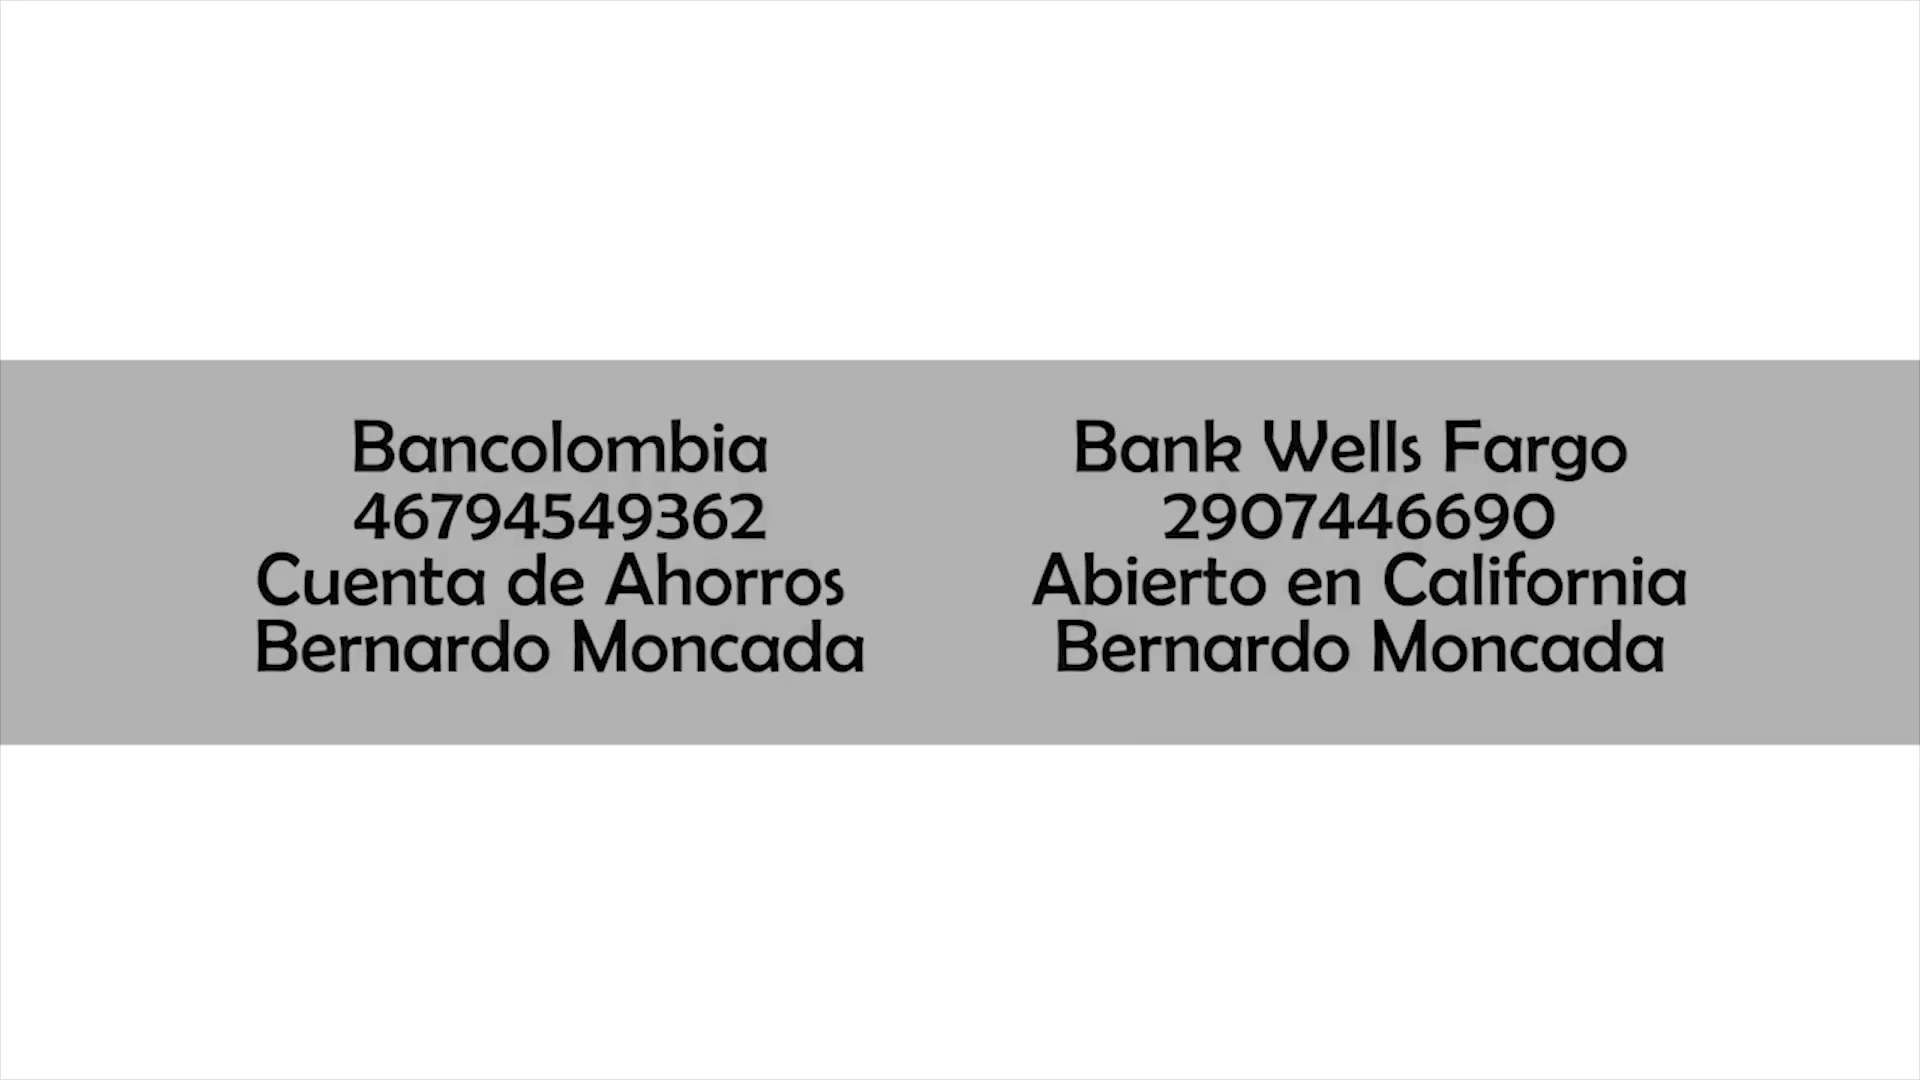 Bancolombia
46794549362
Cuenta de Ahorros
Bernardo Moncada
Bank Wells Fargo
2907446690
Abierto en California
Bernardo Moncada